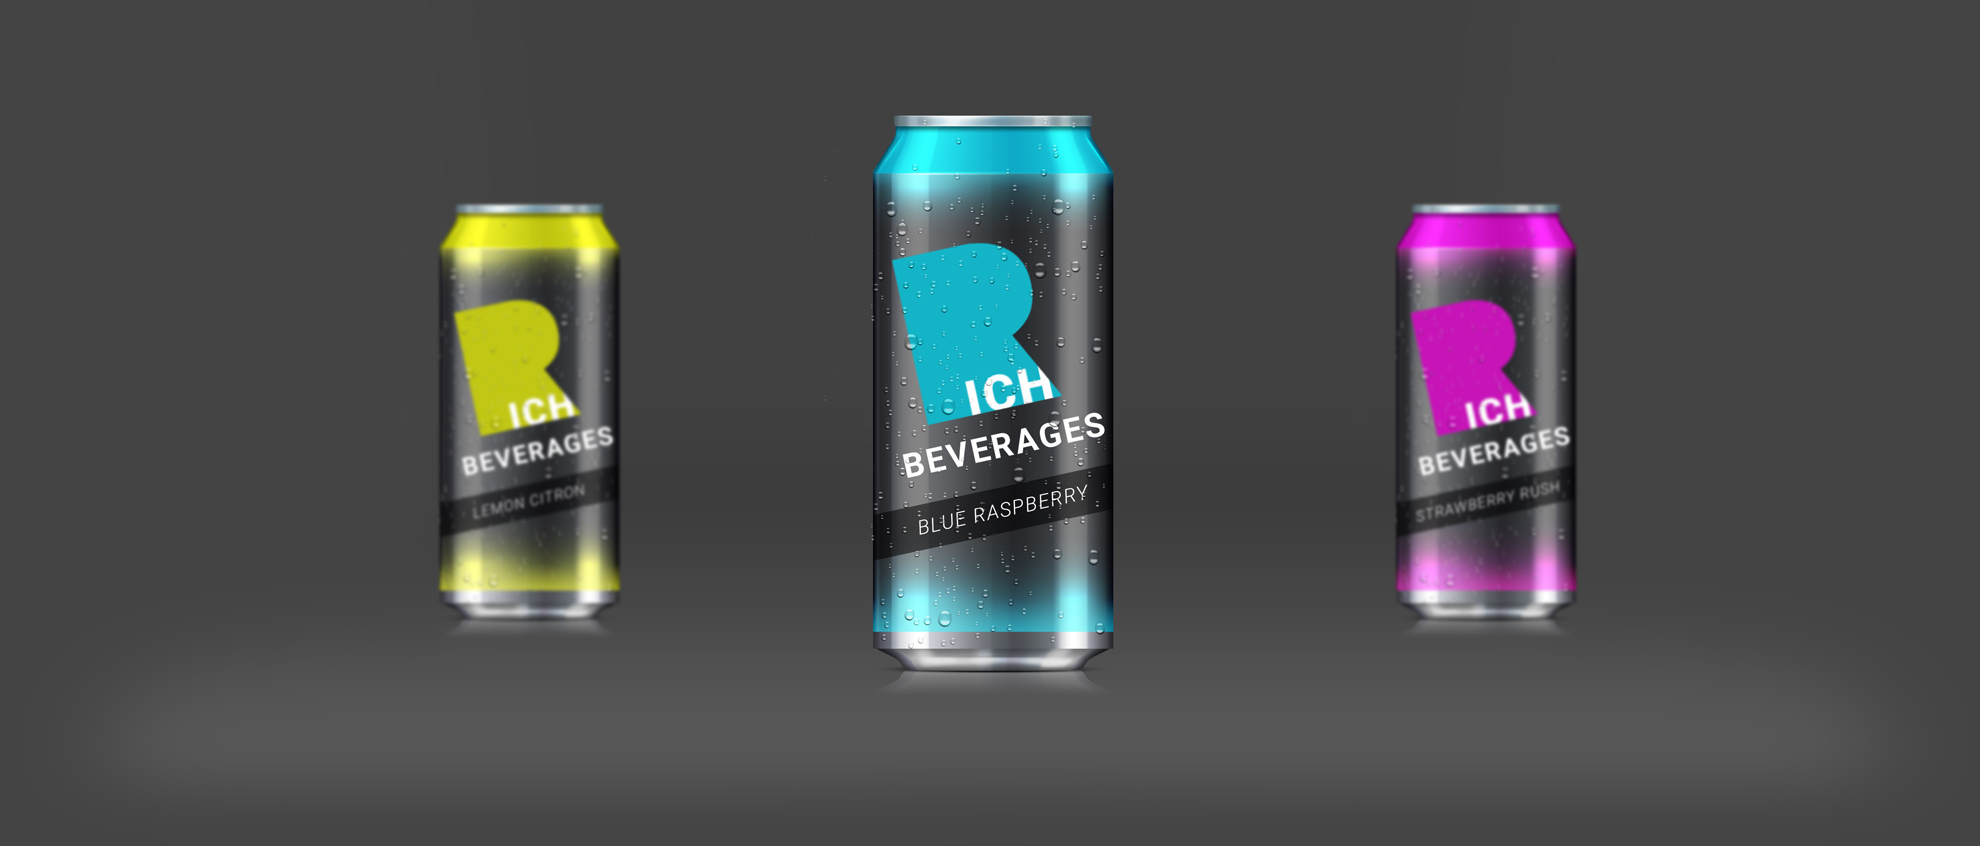 RICH
BEVERAGES
LEMON CITRON
RICH
BEVERAGES
BLUE RASPBERRY
RICH
BEVERAGES
STRAWBERRY RUSH